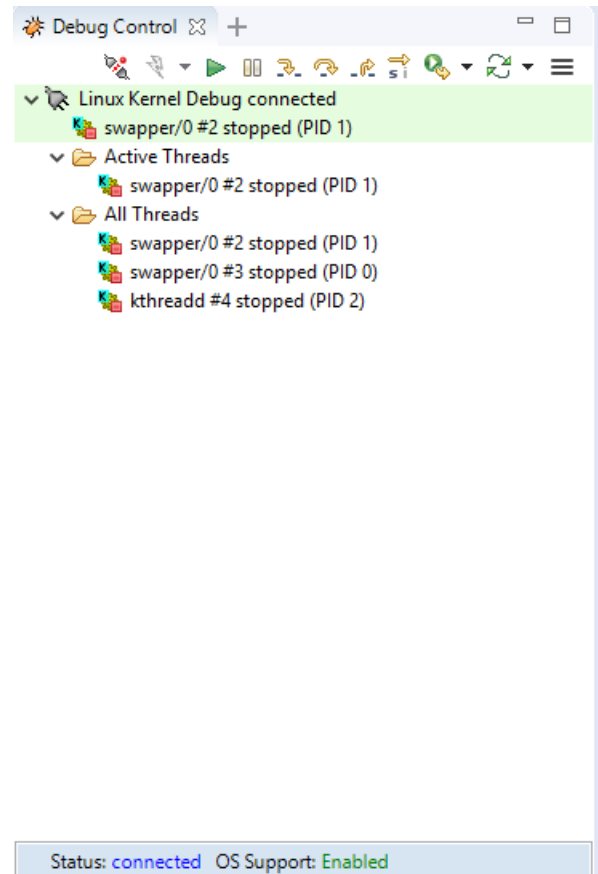 Debug Control
Linux Kernel Debug connected
swapper/0 #2 stopped (PID 1)
Active Threads
swapper/0 #2 stopped (PID 1)
All Threads
swapper/0 #2 stopped (PID 1)
swapper/0 #3 stopped (PID 0)
kthreadd #4 stopped (PID 2)
Status: connected OS Support: Enabled